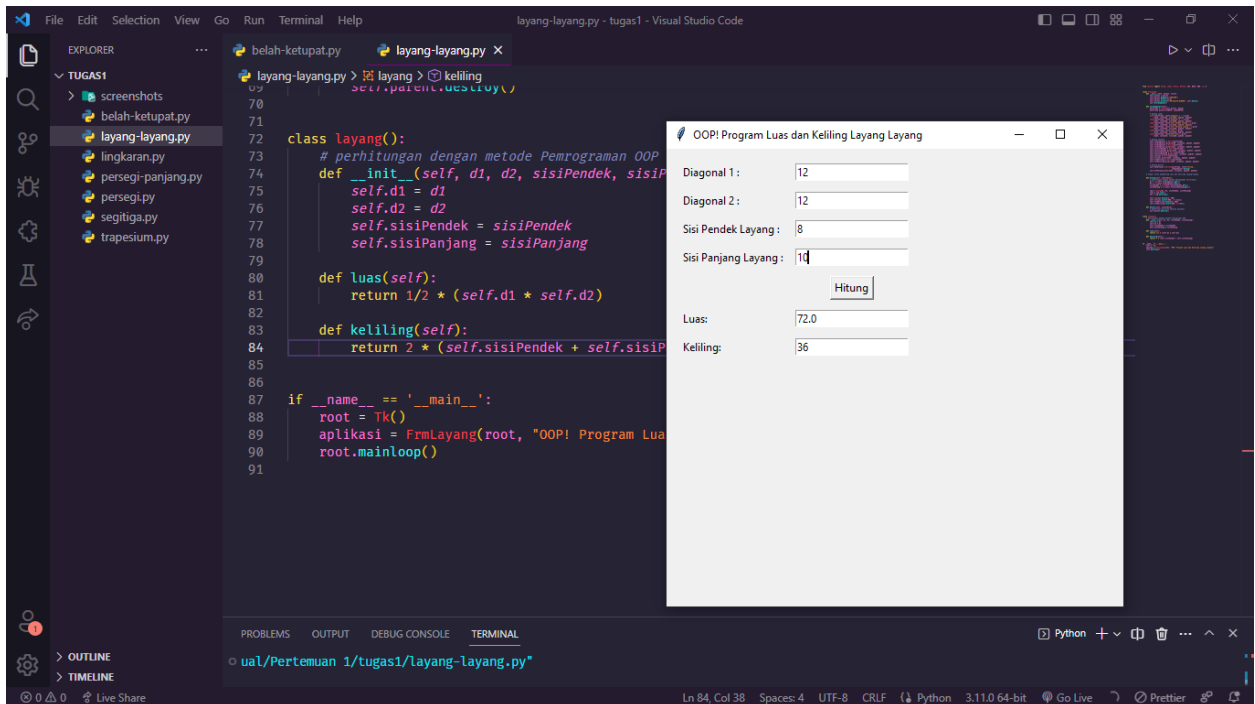 File Edit Selection View Go Run Terminal Help
layang-layang.py - tugas1 - Visual Studio Code
EXPLORER
TUGAS1
screenshots
belah-ketupat.py
layang-layang.py
lingkaran.py
persegi-panjang.py
persegi.py
segitiga.py
trapesium.py
OUTLINE
TIMELINE
belah-ketupat.py layang-layang.py
layang-layang.py > layang > keliling
69 self.parent.destroy()
70
71
72 class layang():
73 # perhitungan dengan metode Pemrograman OOP
74 def __init__(self, d1, d2, sisiPendek, sisiP
75 self.d1 = d1
76 self.d2 = d2
77 self.sisiPendek = sisiPendek
78 self.sisiPanjang = sisiPanjang
79
80 def luas(self):
81 return 1/2 * (self.d1 * self.d2)
82
83 def keliling(self):
84 return 2 * (self.sisiPendek + self.sisiP
85
86
87 if __name__ == '__main__':
88 root = Tk()
89 aplikasi = FrmLayang(root, "OOP! Program Lua
90 root.mainloop()
91
OOP! Program Luas dan Keliling Layang Layang
Diagonal 1 : 12
Diagonal 2 : 12
Sisi Pendek Layang : 8
Sisi Panjang Layang : 10
Hitung
Luas: 72.0
Keliling: 36
PROBLEMS OUTPUT DEBUG CONSOLE TERMINAL
Python
ual/Pertemuan 1/tugas1/layang-layang.py"
1
0 0 Live Share
Ln 84, Col 38 Spaces: 4 UTF-8 CRLF Python 3.11.0 64-bit Go Live Prettier